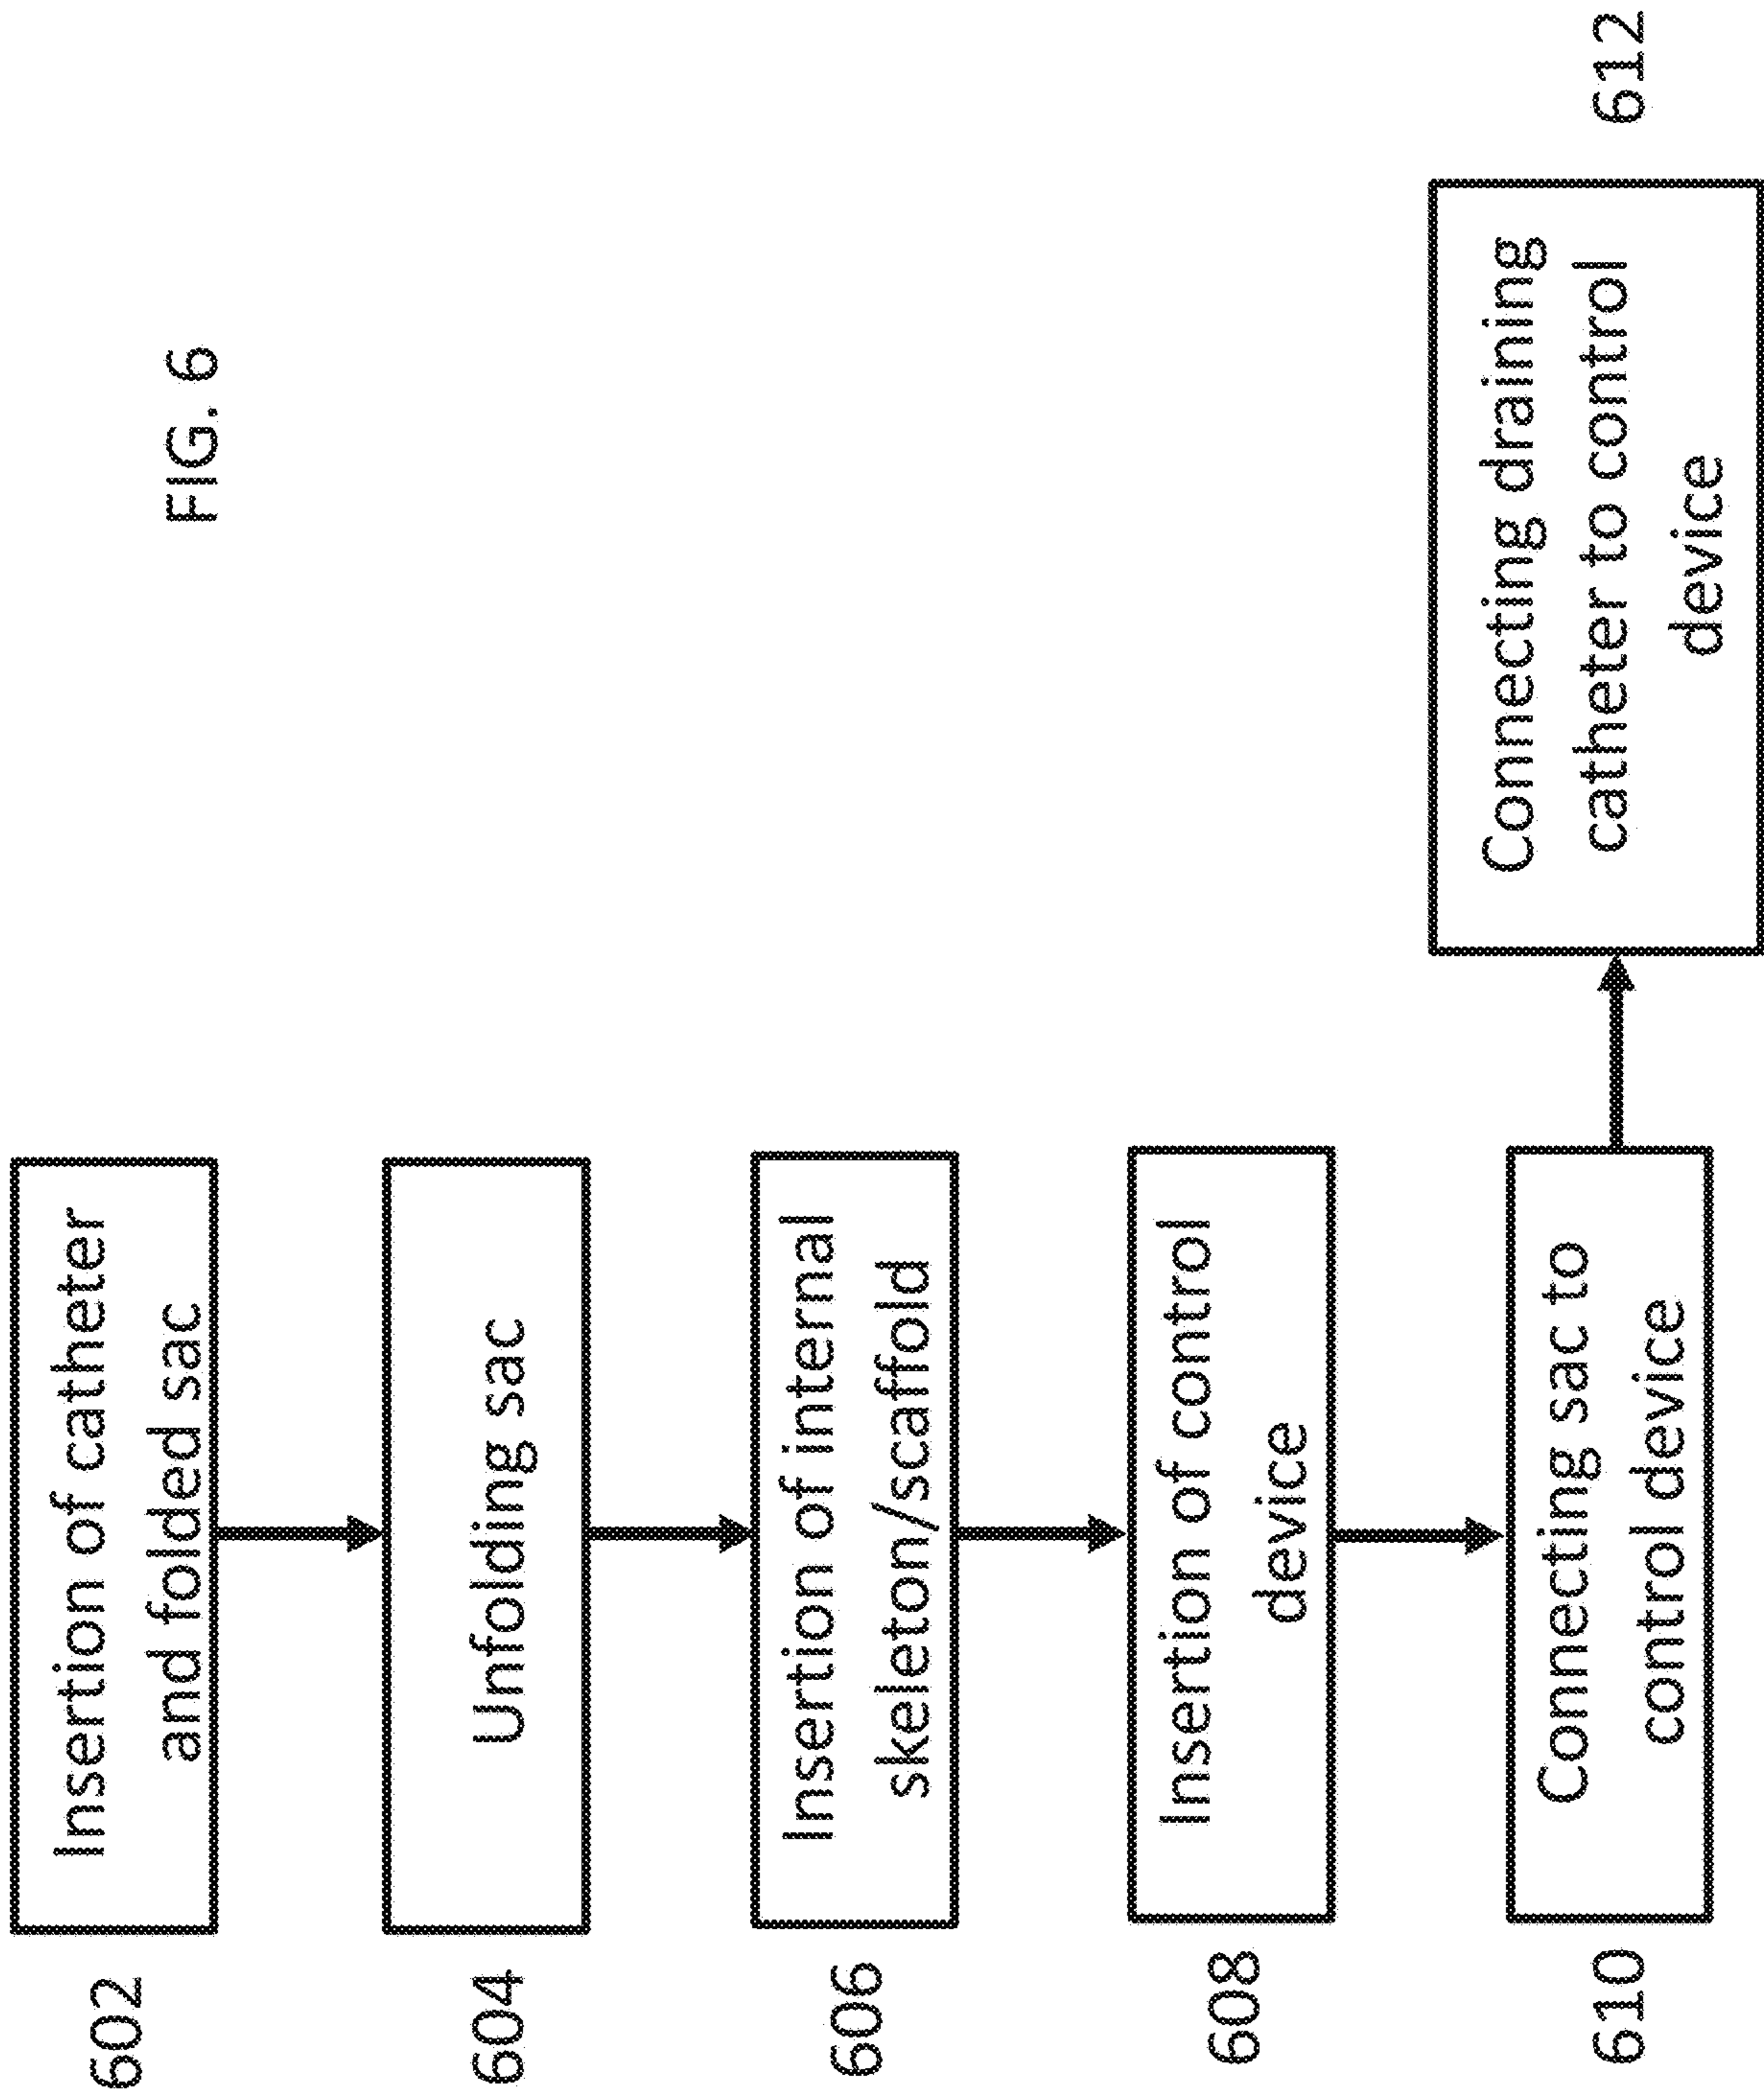 FIG. 6
602
Insertion of catheter
and folded sac
604
Unfolding sac
606
Insertion of internal
skeleton/scaffold
608
Insertion of control
device
610
Connecting sac to
control device
Connecting draining
catheter to control
device
612